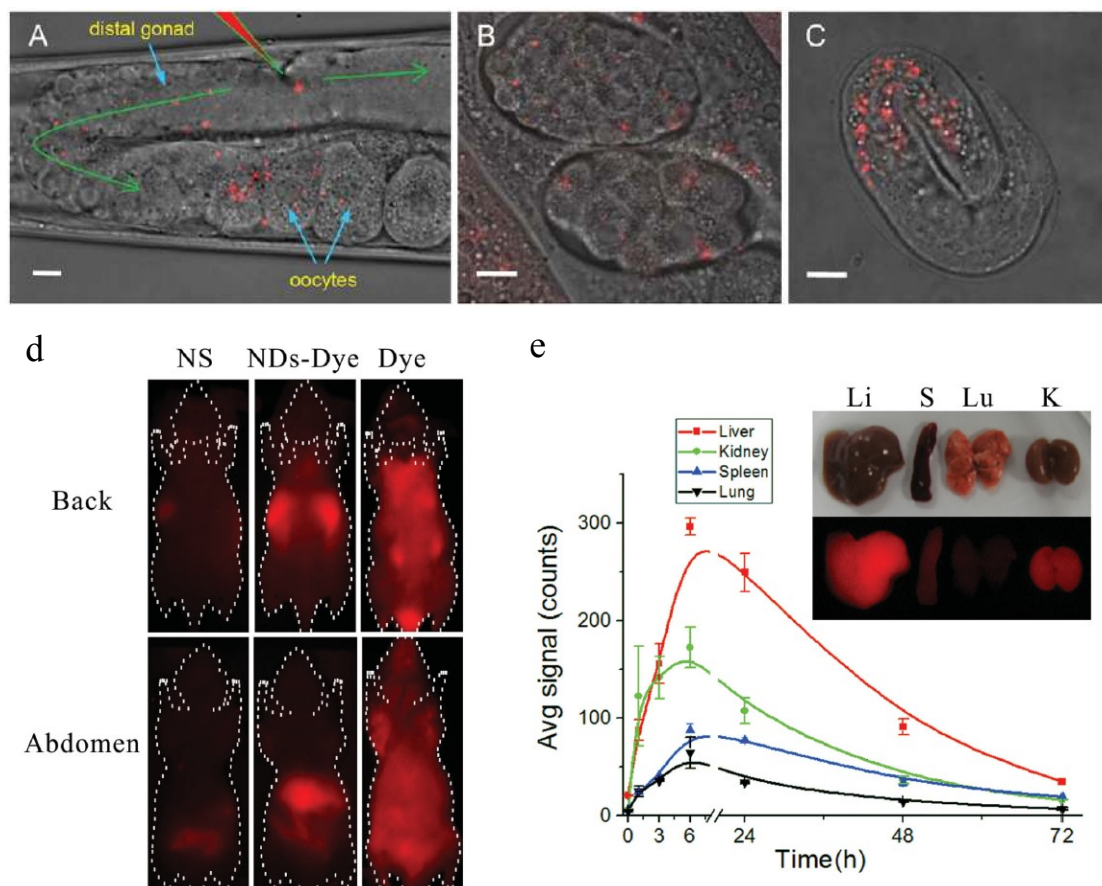 A
distal gonad
oocytes
B
C
d
NS NDs-Dye Dye
Back
Abdomen
e
Li S Lu K
Liver
Kidney
Spleen
Lung
Avg signal (counts)
300
200
100
0
0 3 6 24 48 72
Time(h)